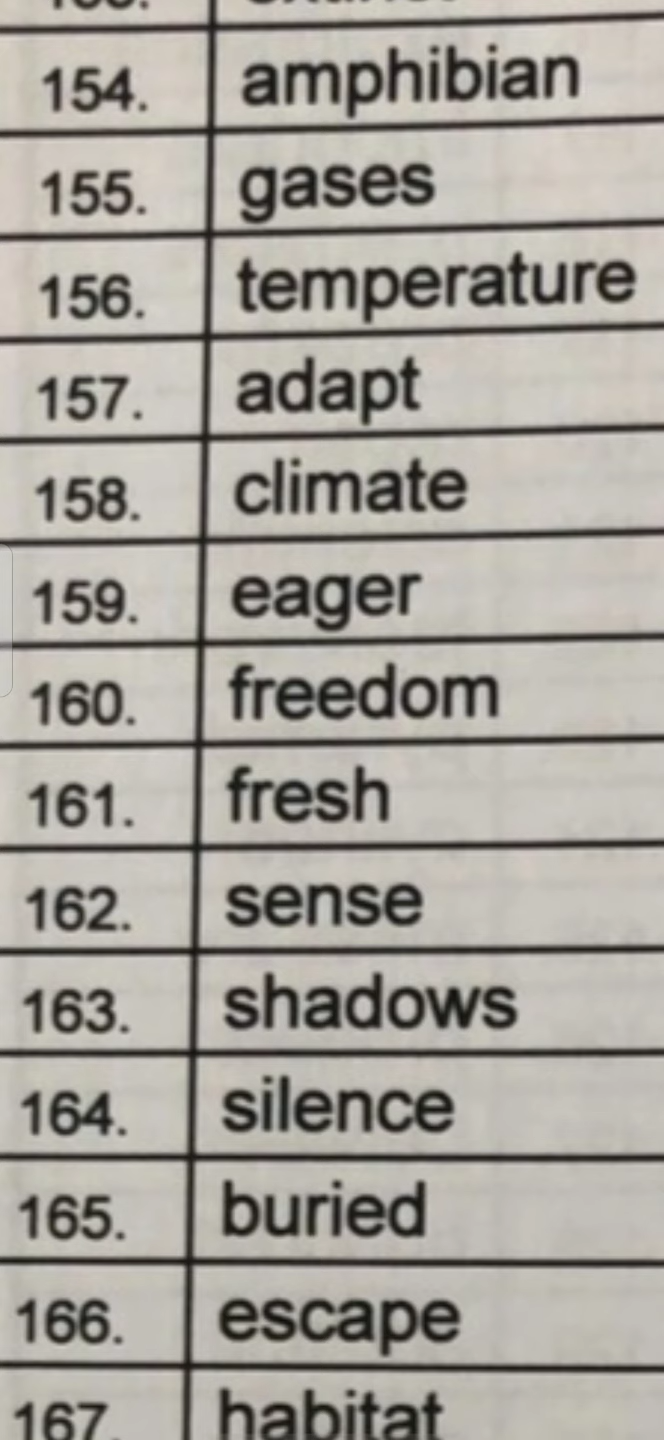 154. amphibian
155. gases
156. temperature
157. adapt
158. climate
159. eager
160. freedom
161. fresh
162. sense
163. shadows
164. silence
165. buried
166. escape
167. habitat